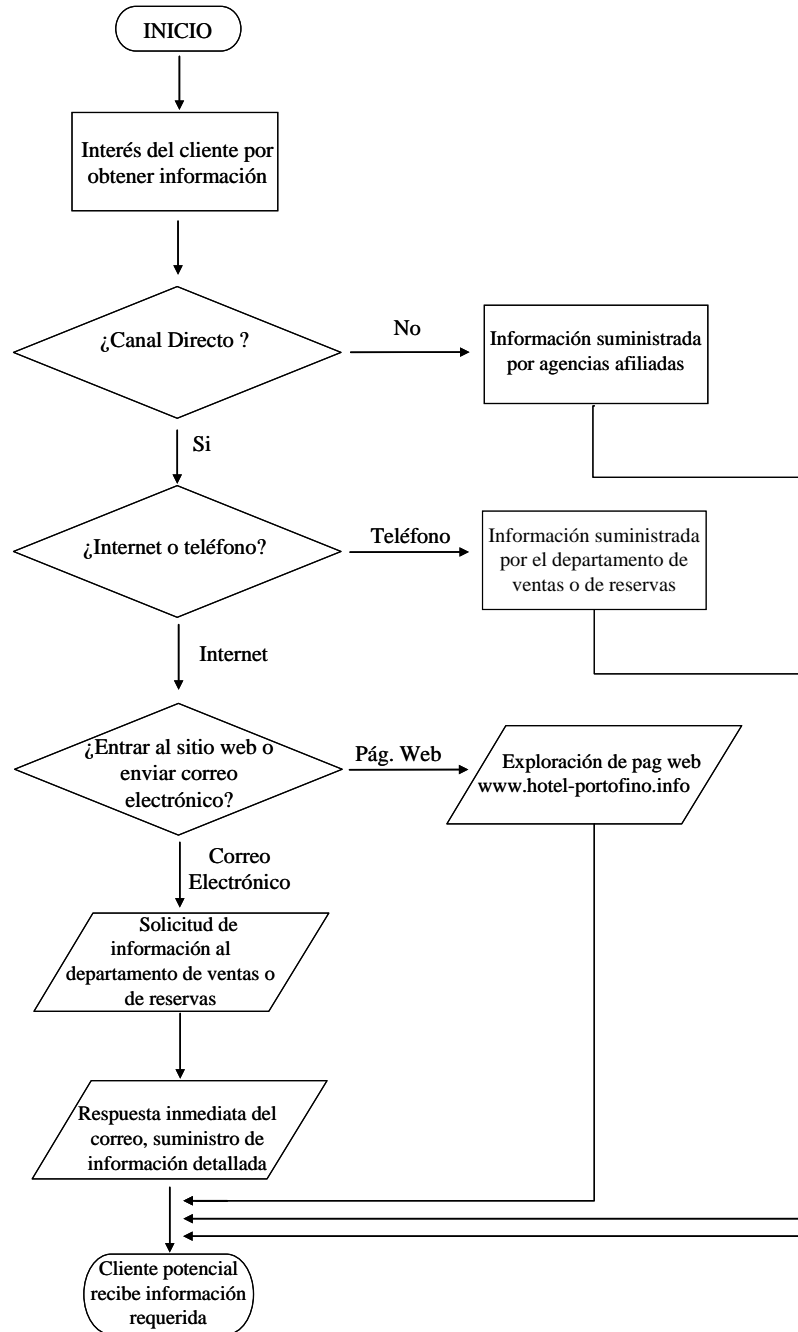 INICIO
Interés del cliente por
obtener información
¿Canal Directo ?
No
Información suministrada
por agencias afiliadas
Si
¿Internet o teléfono?
Teléfono
Información suministrada
por el departamento de
ventas o de reservas
Internet
¿Entrar al sitio web o
enviar correo
electrónico?
Pág. Web
Exploración de pag web
www.hotel-portofino.info
Correo
Electrónico
Solicitud de
información al
departamento de ventas o
de reservas
Respuesta inmediata del
correo, suministro de
información detallada
Cliente potencial
recibe información
requerida